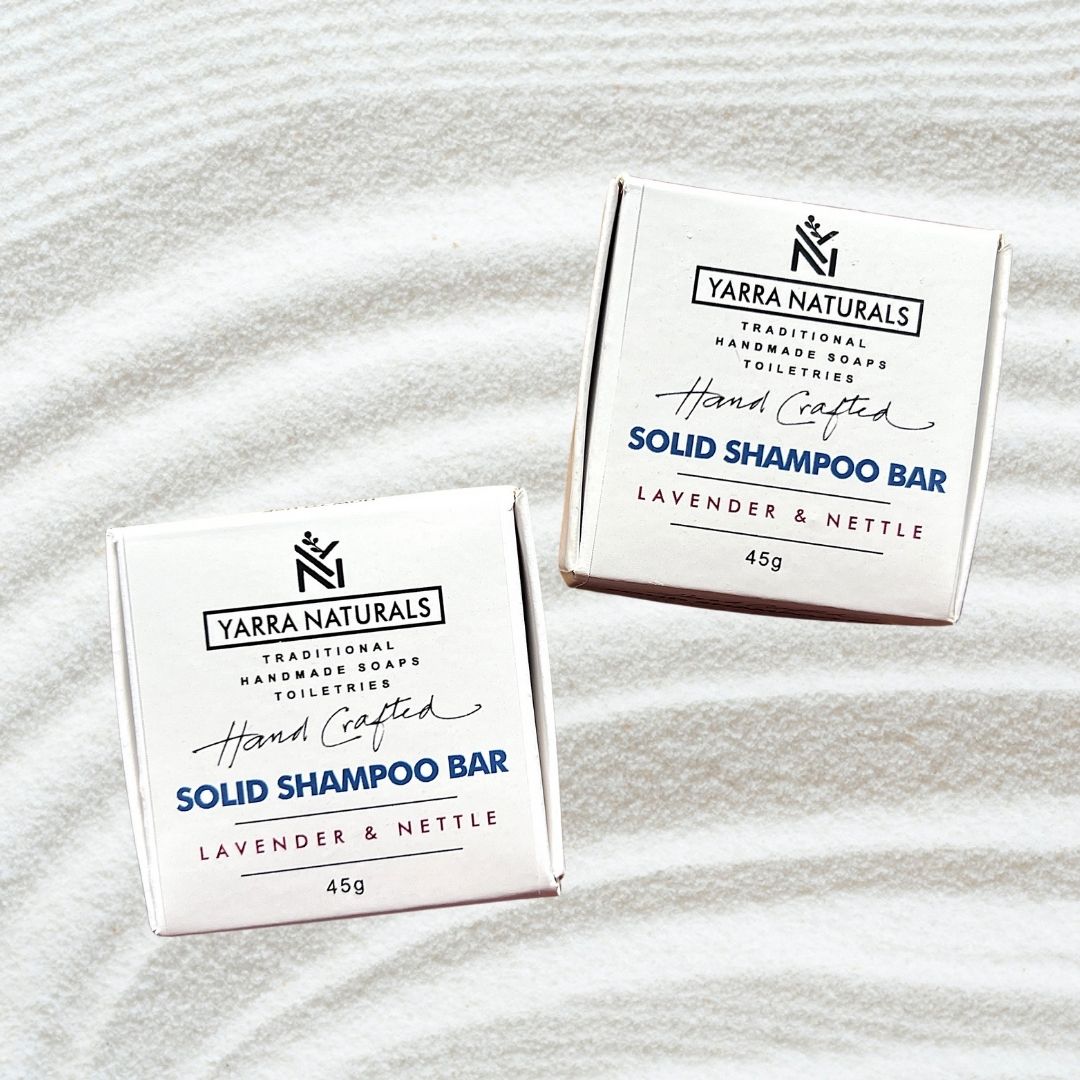 YARRA NATURALS
TRADITIONAL
HANDMADE SOAPS
TOILETRIES
Hand Crafted
SOLID SHAMPOO BAR
LAVENDER & NETTLE
45g
YARRA NATURALS
TRADITIONAL
HANDMADE SOAPS
TOILETRIES
Hand Crafted
SOLID SHAMPOO BAR
LAVENDER & NETTLE
45g